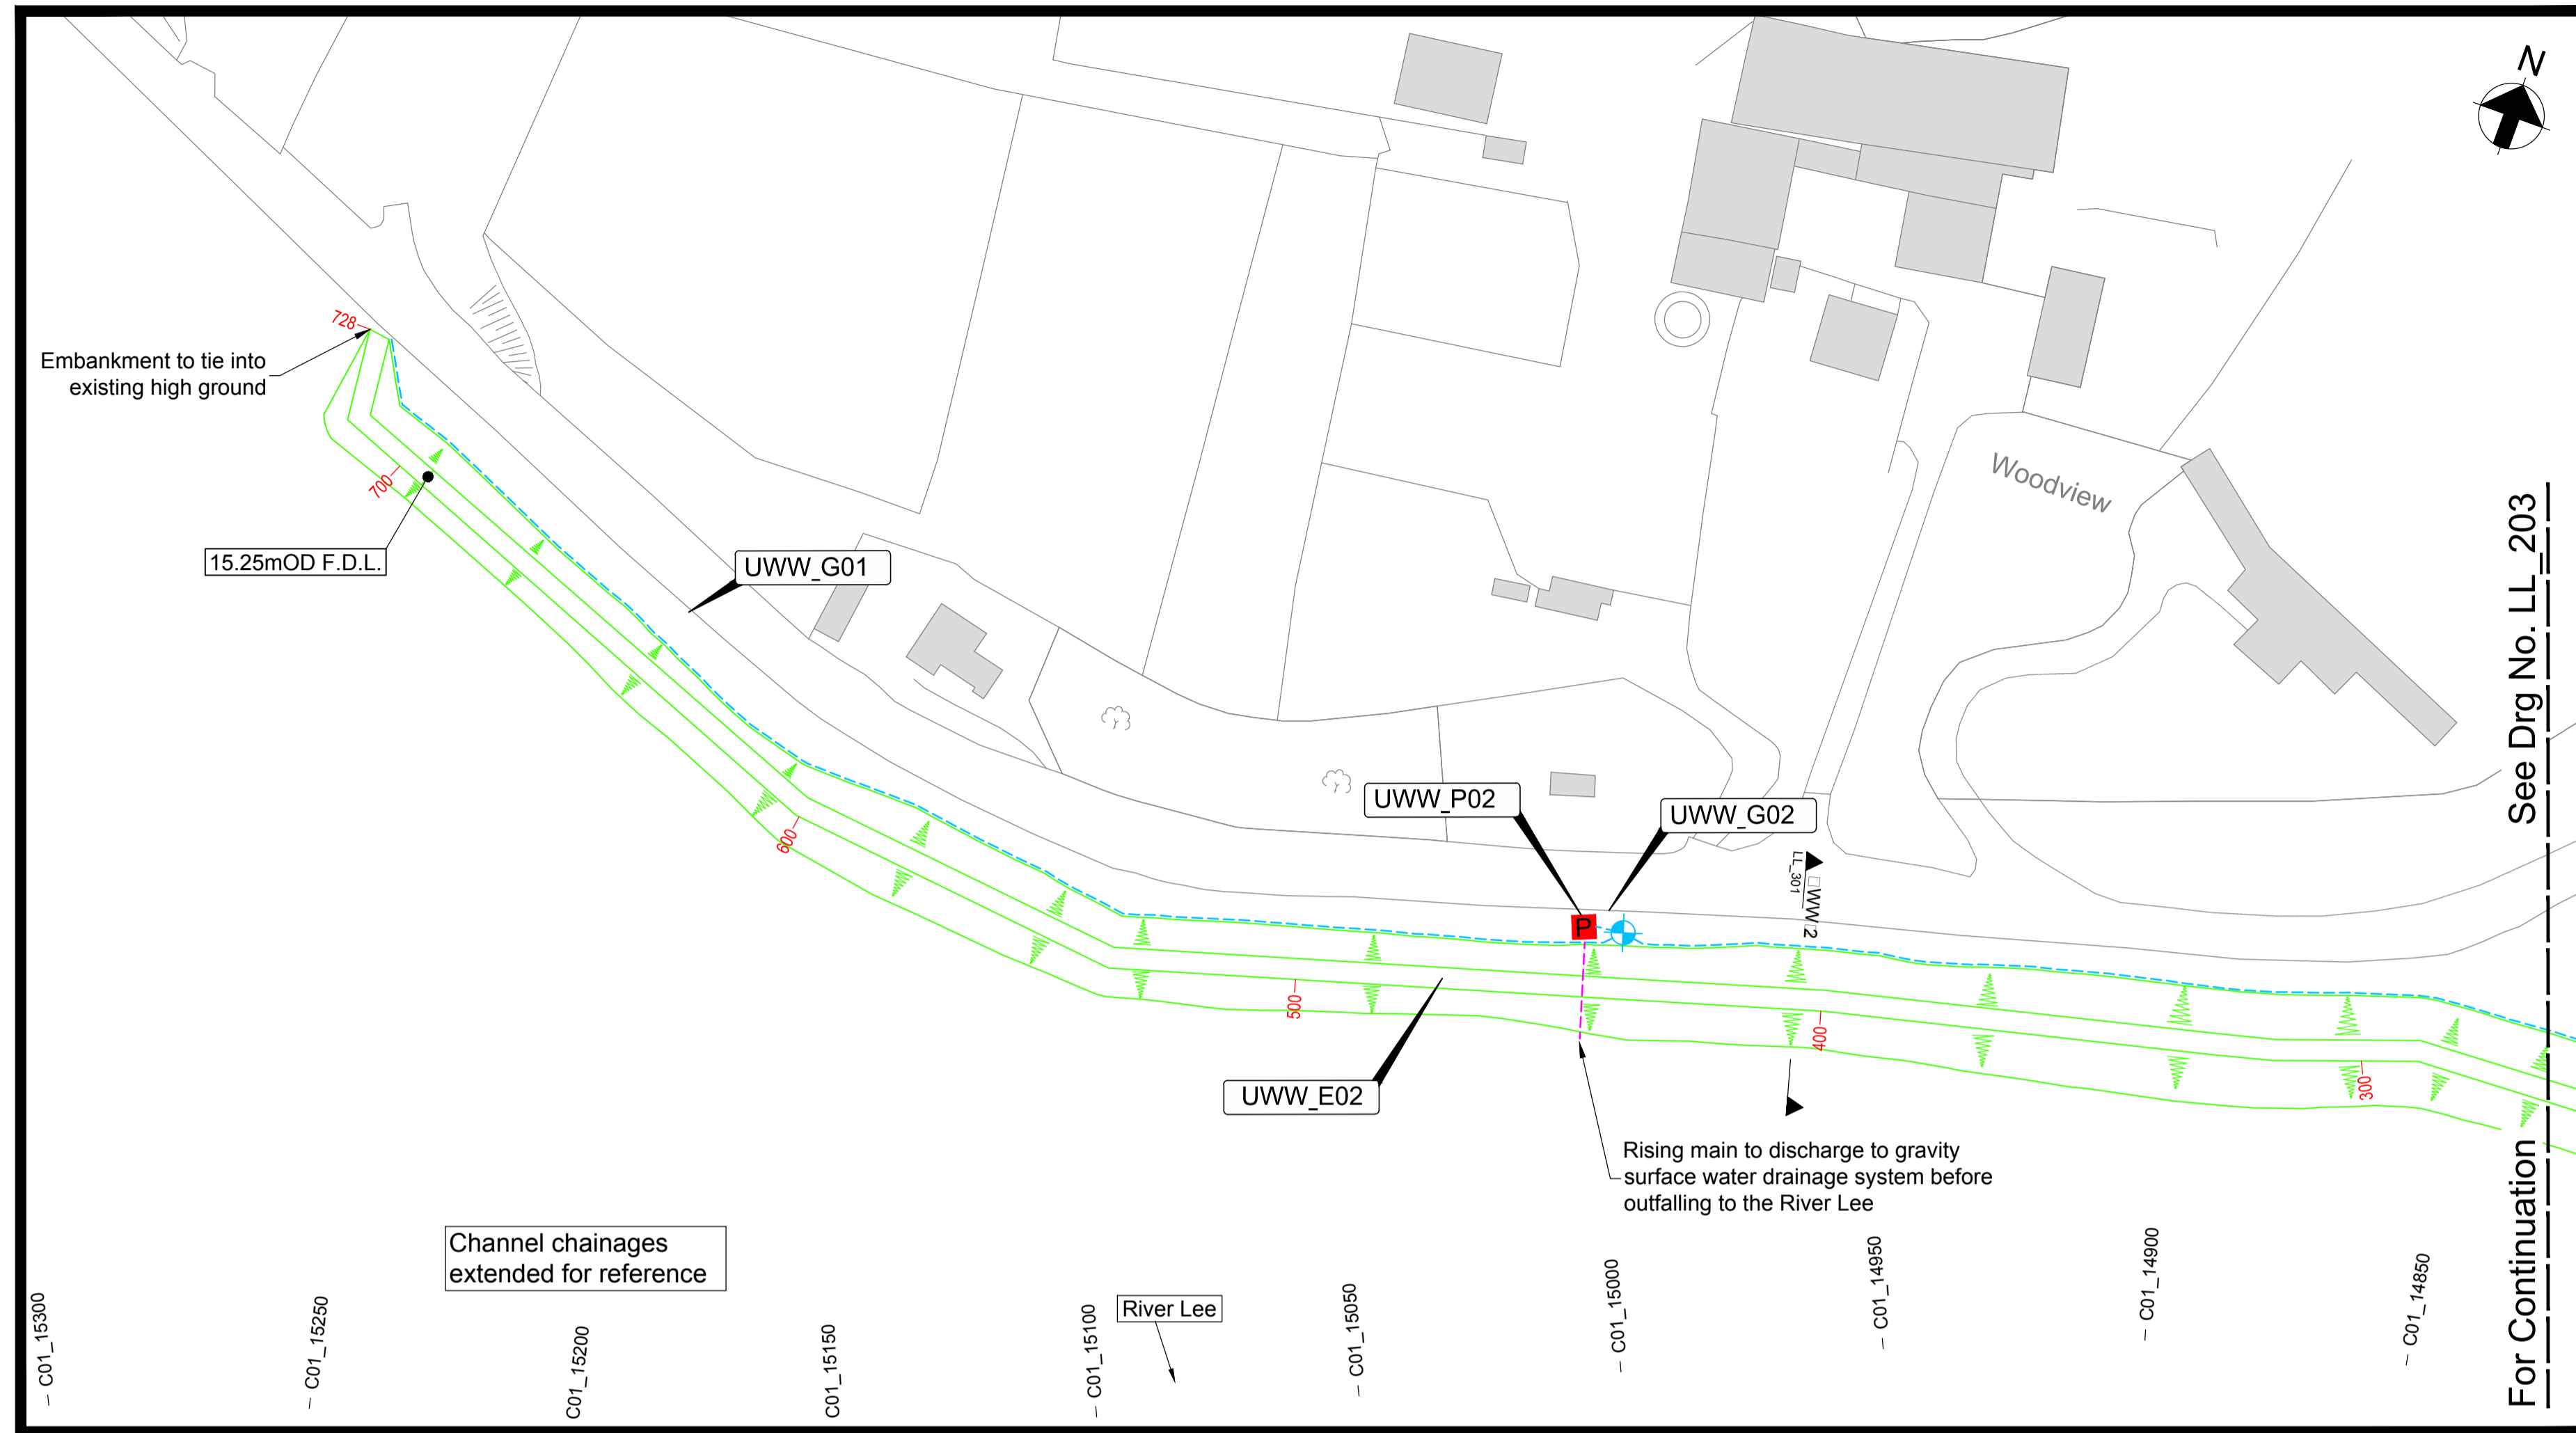 N
728
Embankment to tie into
existing high ground
700
15.25mOD F.D.L.
UWW_G01
Woodview
See Drg No. LL_203
For Continuation
UWW_P02
UWW_G02
600
LL_301
P
500
400
300
UWW_E02
Rising main to discharge to gravity
surface water drainage system before
outfalling to the River Lee
Channel chainages
extended for reference
River Lee
C01_15300
C01_15250
C01_15200
C01_15150
C01_15100
C01_15050
C01_15000
C01_14950
C01_14900
C01_14850